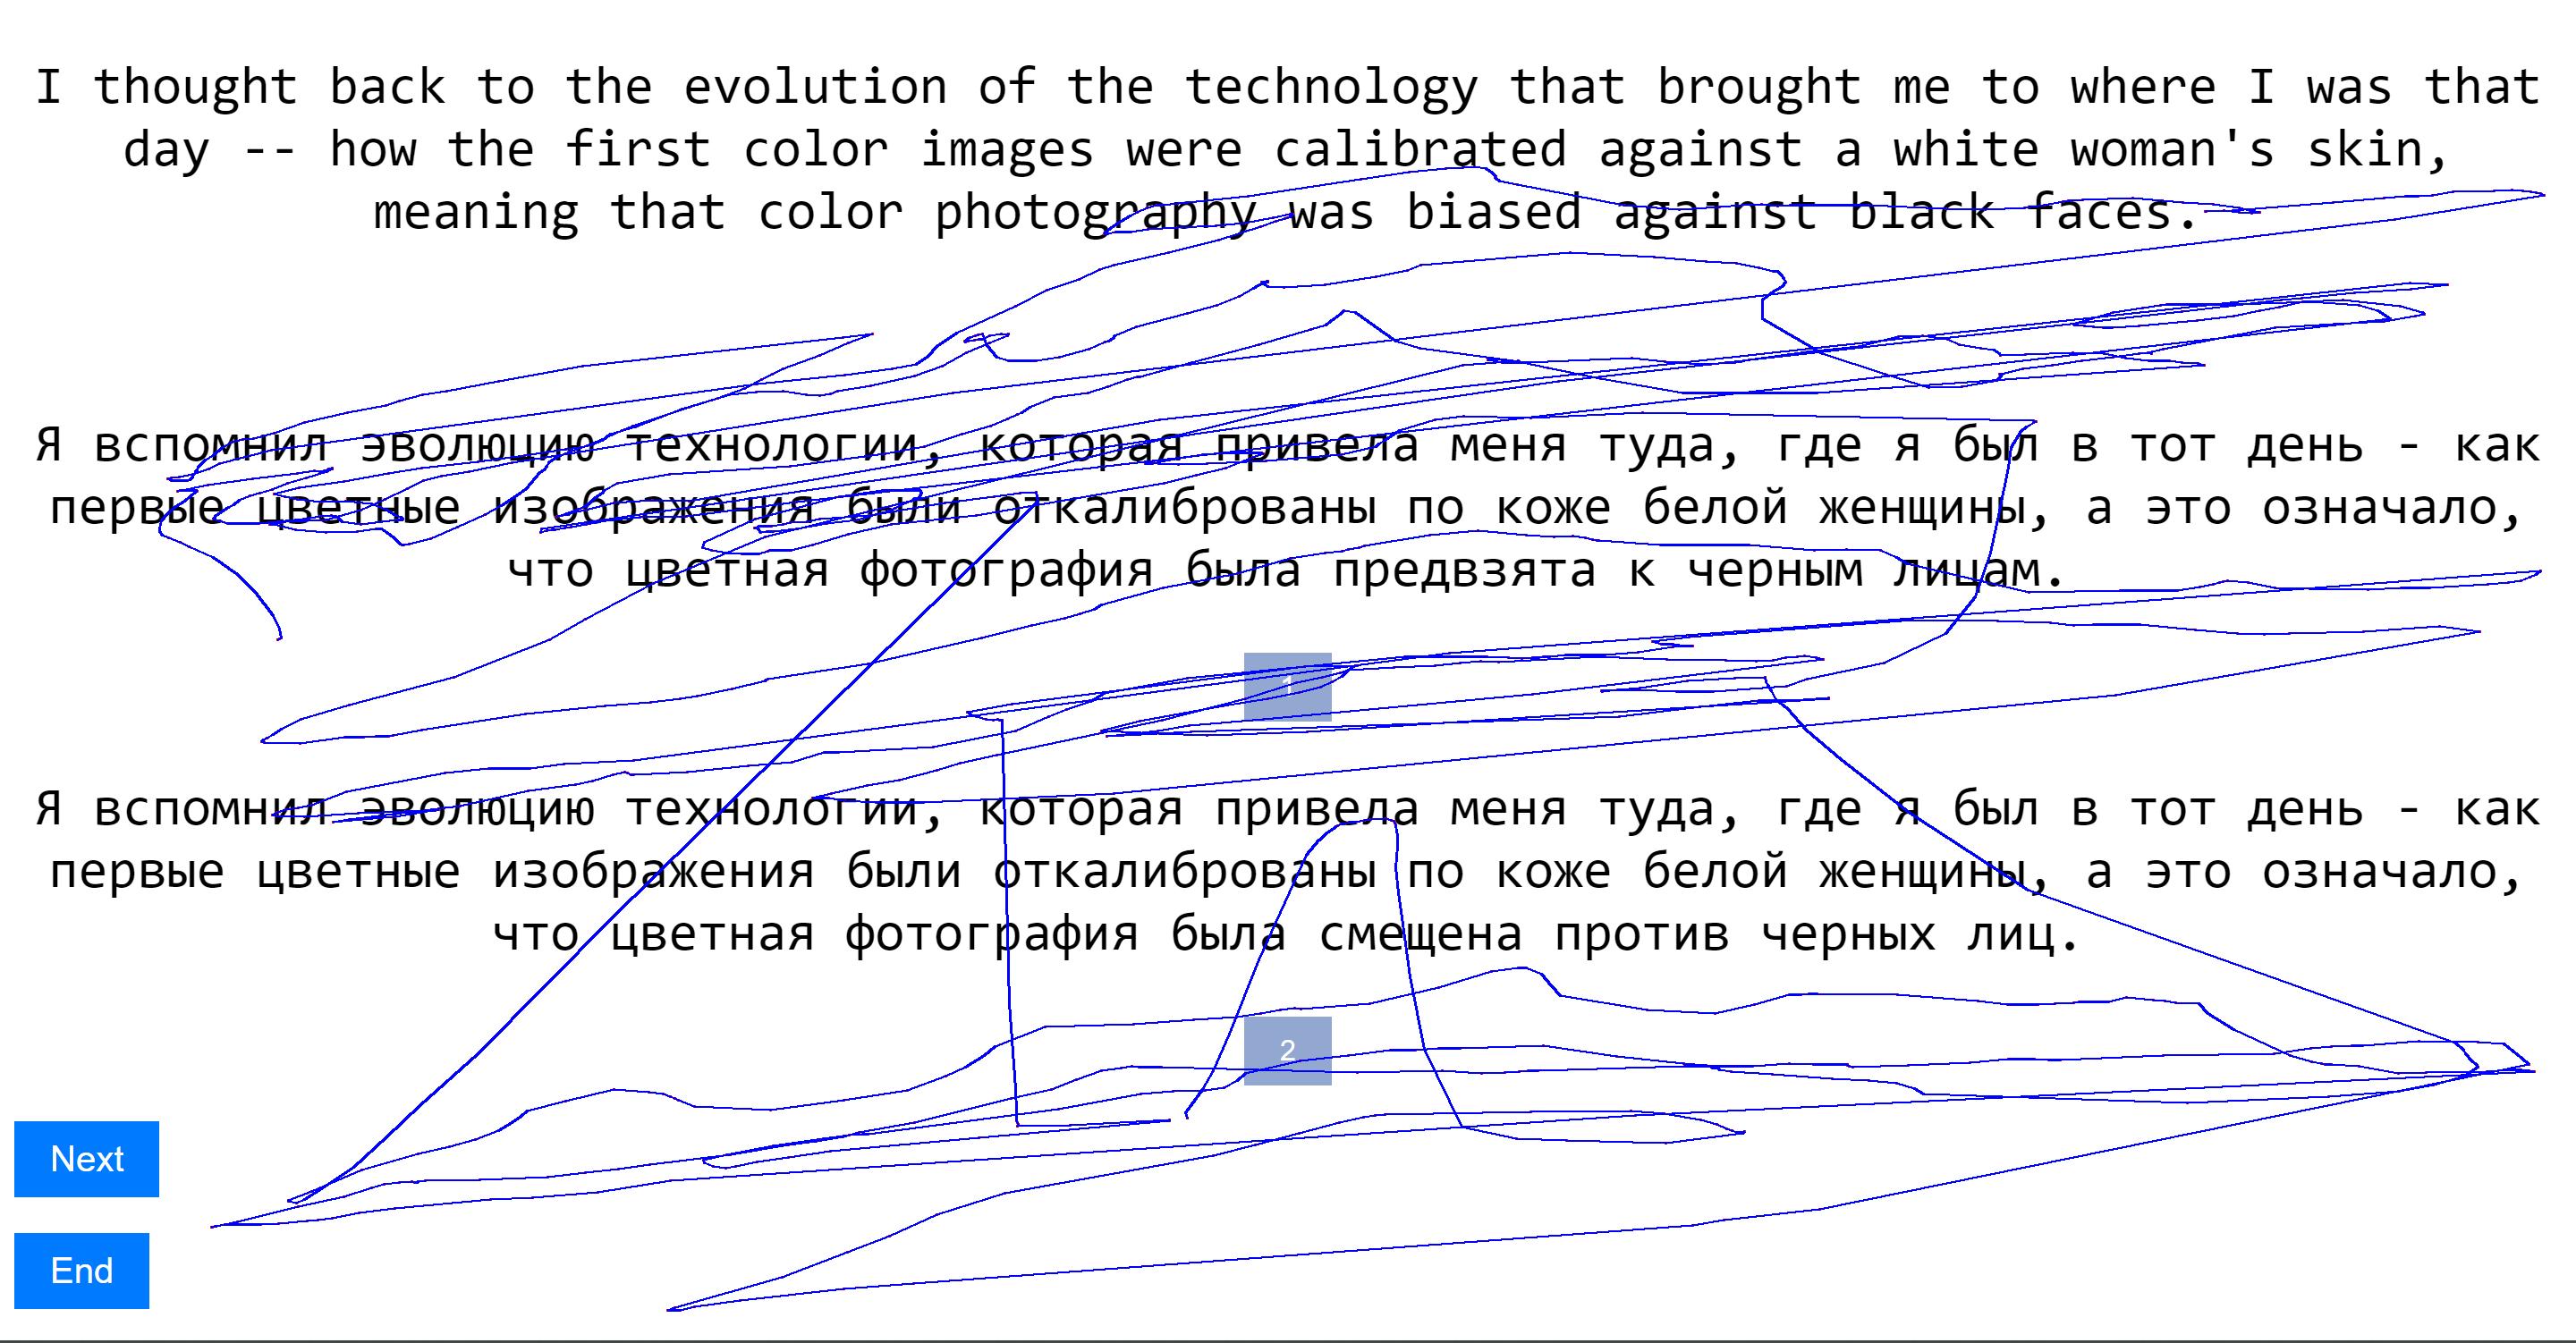 I thought back to the evolution of the technology that brought me to where I was that
day -- how the first color images were calibrated against a white woman's skin,
meaning that color photography was biased against black faces.
Я вспомнил эволюцию технологии, которая привела меня туда, где я был в тот день - как
первые цветные изображения были откалиброваны по коже белой женщины, а это означало,
что цветная фотография была предвзята к черным лицам.
1
Я вспомнил эволюцию технологии, которая привела меня туда, где я был в тот день - как
первые цветные изображения были откалиброваны по коже белой женщины, а это означало,
что цветная фотография была смещена против черных лиц.
2
Next
End